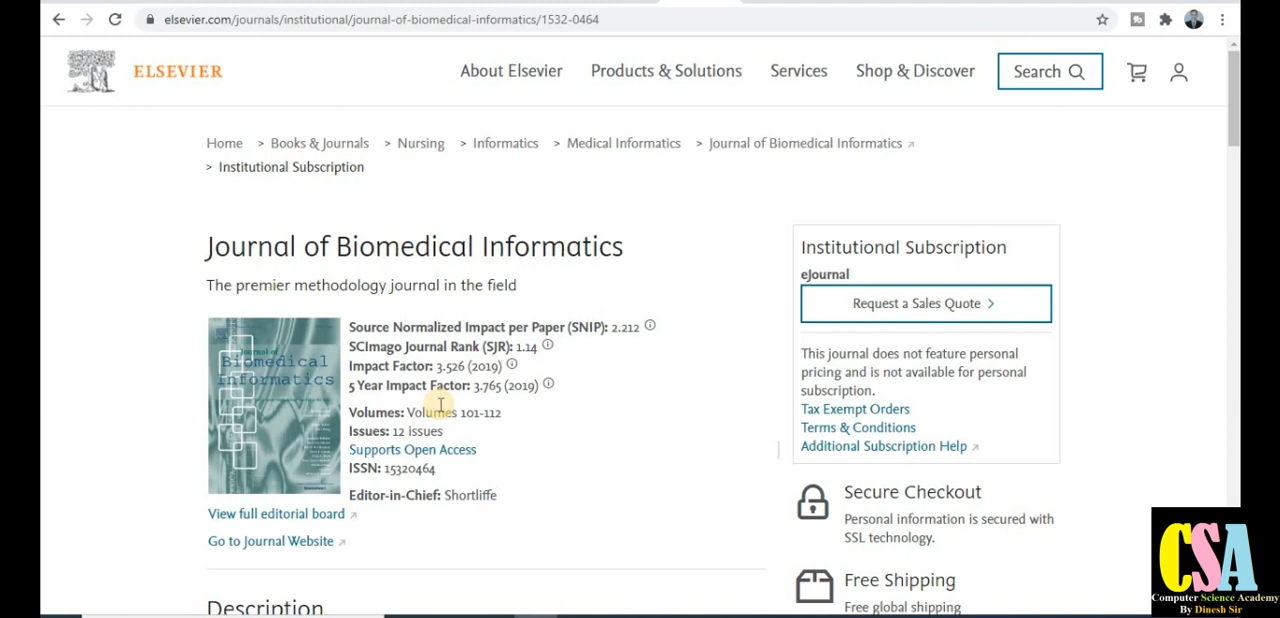 elsevier.com/journals/institutional/journal-of-biomedical-informatics/1532-0464
ELSEVIER
About Elsevier
Products & Solutions
Services
Shop & Discover
Search
Home > Books & Journals > Nursing > Informatics > Medical Informatics > Journal of Biomedical Informatics
> Institutional Subscription
Journal of Biomedical Informatics
The premier methodology journal in the field
Journal of
Biomedical
Informatics
Source Normalized Impact per Paper (SNIP): 2.212
SCImago Journal Rank (SJR): 1.14
Impact Factor: 3.526 (2019)
5 Year Impact Factor: 3.765 (2019)
Volumes: Volumes 101-112
Issues: 12 issues
Supports Open Access
ISSN: 15320464
Editor-in-Chief: Shortliffe
View full editorial board
Go to Journal Website
Description
Institutional Subscription
eJournal
Request a Sales Quote
This journal does not feature personal
pricing and is not available for personal
subscription.
Tax Exempt Orders
Terms & Conditions
Additional Subscription Help
Secure Checkout
Personal information is secured with
SSL technology.
Free Shipping
Free global shipping
CSA
Computer Science Academy
By Dinesh Sir